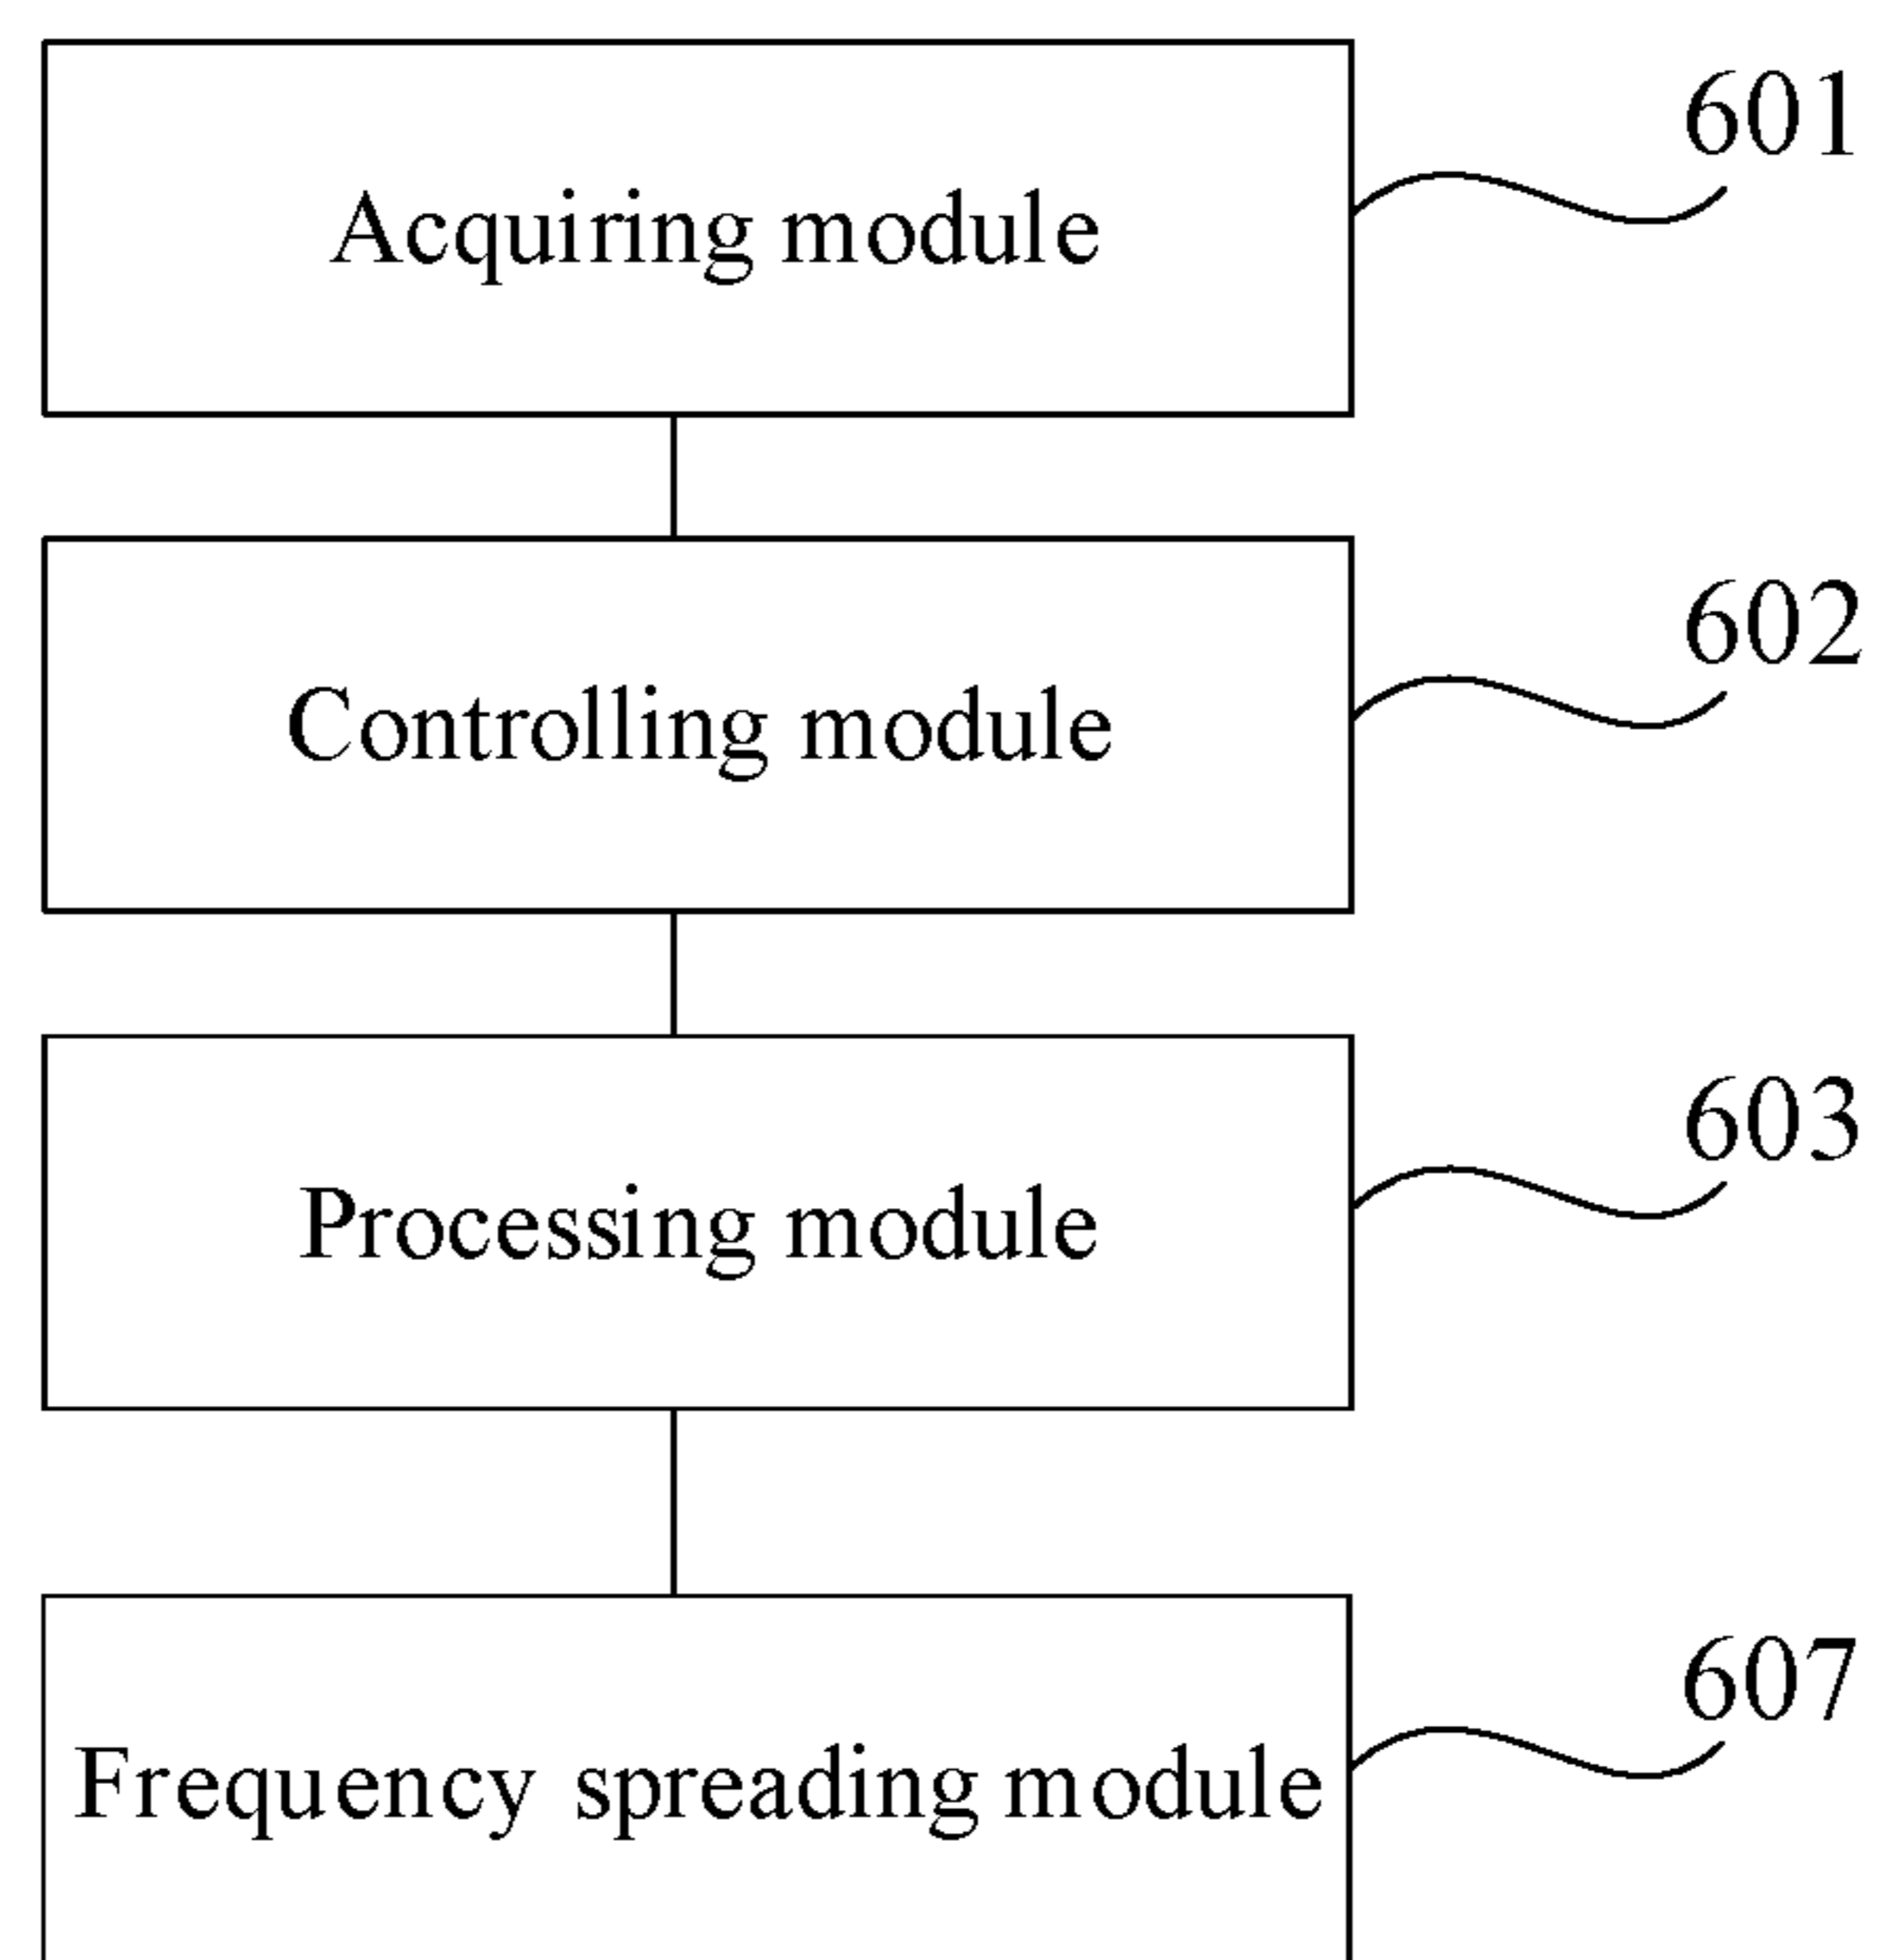 601
Acquiring module
602
Controlling module
603
Processing module
607
Frequency spreading module